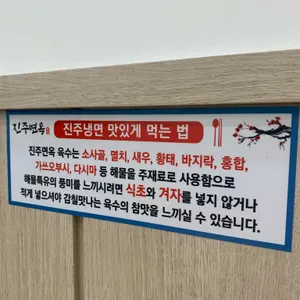 진주면옥
진주냉면 맛있게 먹는 법
진주면옥 육수는 소사골, 멸치, 새우, 황태, 바지락, 홍합,
가쓰오부시, 다시마 등 해물을 주재료로 사용함으로
해물특유의 풍미를 느끼시려면 식초와 겨자를 넣지 않거나
적게 넣으셔야 감칠맛나는 육수의 참맛을 느끼실 수 있습니다.